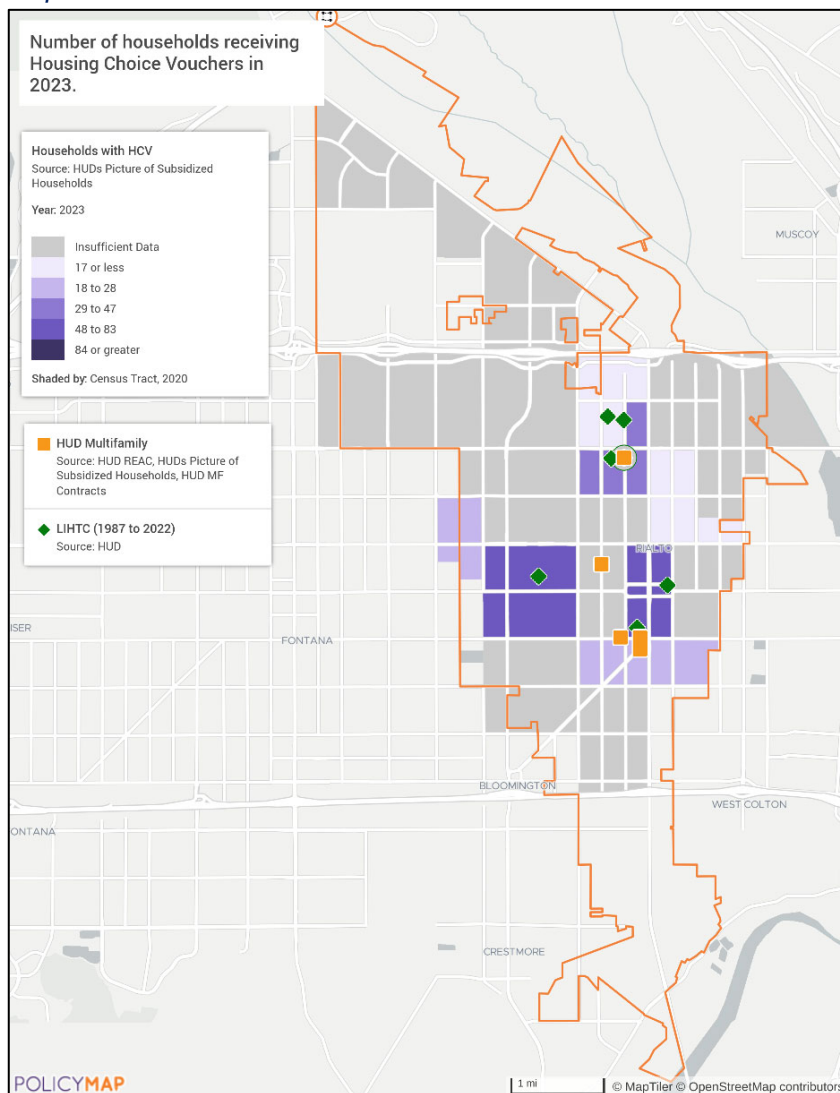 Number of households receiving
Housing Choice Vouchers in
2023.
Households with HCV
Source: HUDs Picture of Subsidized
Households
Year: 2023
Insufficient Data
17 or less
18 to 28
29 to 47
48 to 83
84 or greater
Shaded by: Census Tract, 2020
HUD Multifamily
Source: HUD REAC, HUDs Picture of
Subsidized Households, HUD MF
Contracts
LIHTC (1987 to 2022)
Source: HUD
MUSCOY
RIALTO
FONTANA
BLOOMINGTON
WEST COLTON
CRESTMORE
POLICYMAP
1 mi
© MapTiler © OpenStreetMap contributors